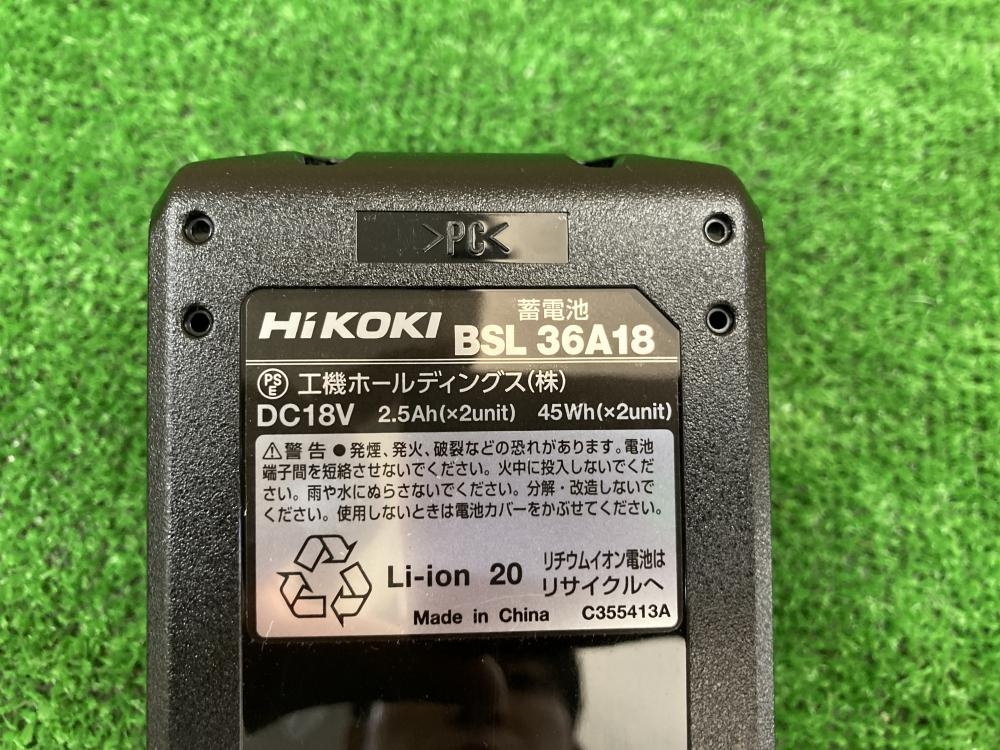 >PC<
HiKOKI
蓄電池
BSL 36A18
PSE 工機ホールディングス(株)
DC18V 2.5Ah(×2unit) 45Wh(×2unit)
⚠警告 ●発煙、発火、破裂などの恐れがあります。電池
端子間を短絡させないでください。火中に投入しないでくだ
さい。雨や水にぬらさないでください。分解・改造しないで
ください。使用しないときは電池カバーをかぶせてください。
Li-ion 20
リチウムイオン電池は
リサイクルへ
Made in China C355413A